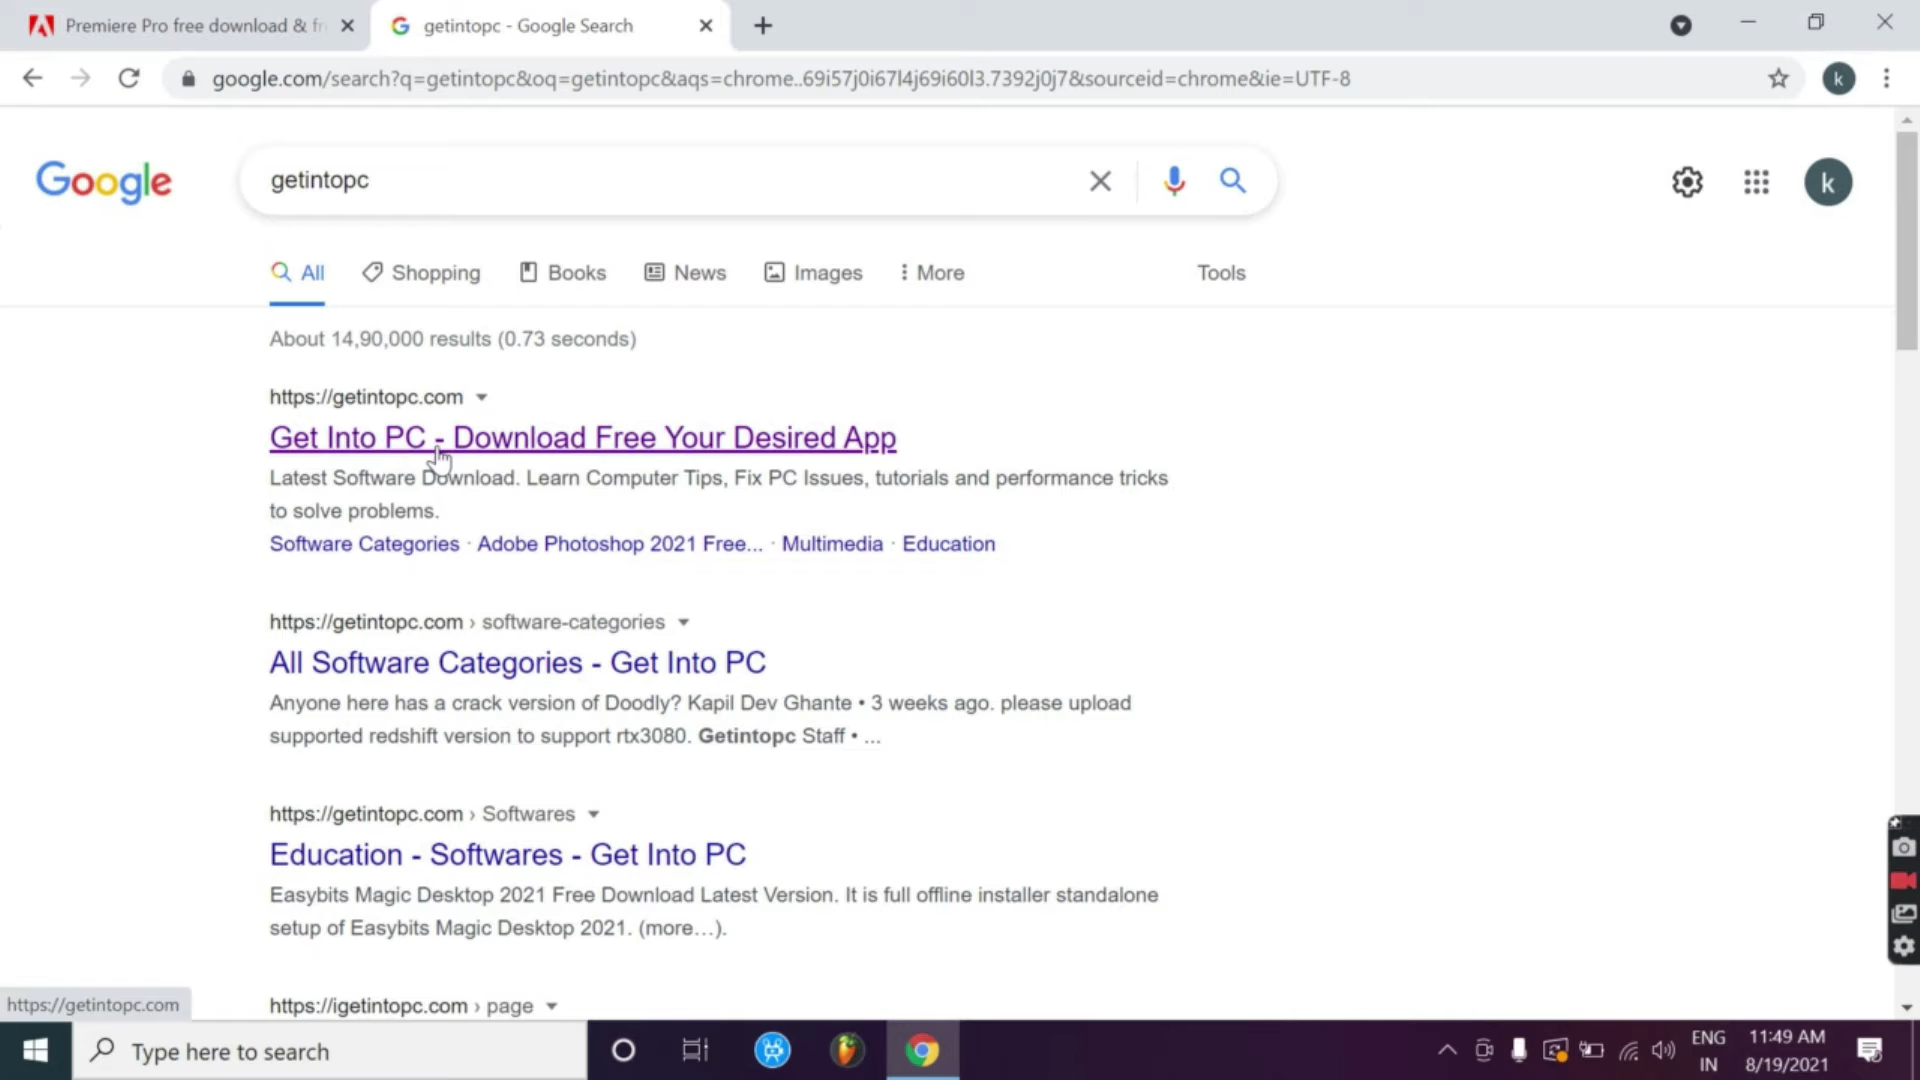 Premiere Pro free download & fr
getintopc - Google Search
google.com/search?q=getintopc&oq=getintopc&aqs=chrome..69i57j0i67l4j69i60l3.7392j0j7&sourceid=chrome&ie=UTF-8
k
Google
getintopc
k
All
Shopping
Books
News
Images
More
Tools
About 14,90,000 results (0.73 seconds)
https://getintopc.com
Get Into PC - Download Free Your Desired App
Latest Software Download. Learn Computer Tips, Fix PC Issues, tutorials and performance tricks
to solve problems.
Software Categories · Adobe Photoshop 2021 Free... · Multimedia · Education
https://getintopc.com › software-categories
All Software Categories - Get Into PC
Anyone here has a crack version of Doodly? Kapil Dev Ghante • 3 weeks ago. please upload
supported redshift version to support rtx3080. Getintopc Staff • ...
https://getintopc.com › Softwares
Education - Softwares - Get Into PC
Easybits Magic Desktop 2021 Free Download Latest Version. It is full offline installer standalone
setup of Easybits Magic Desktop 2021. (more…).
https://igetintopc.com › page
https://getintopc.com
Type here to search
ENG
IN
11:49 AM
8/19/2021